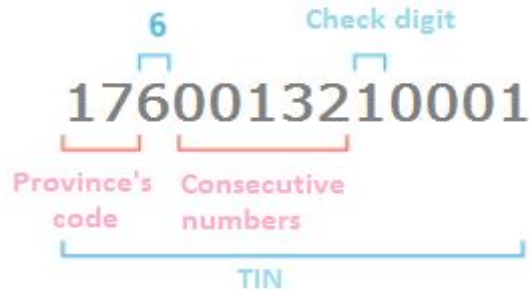 6 Check digit
1760013210001
Province's Consecutive
code numbers
TIN